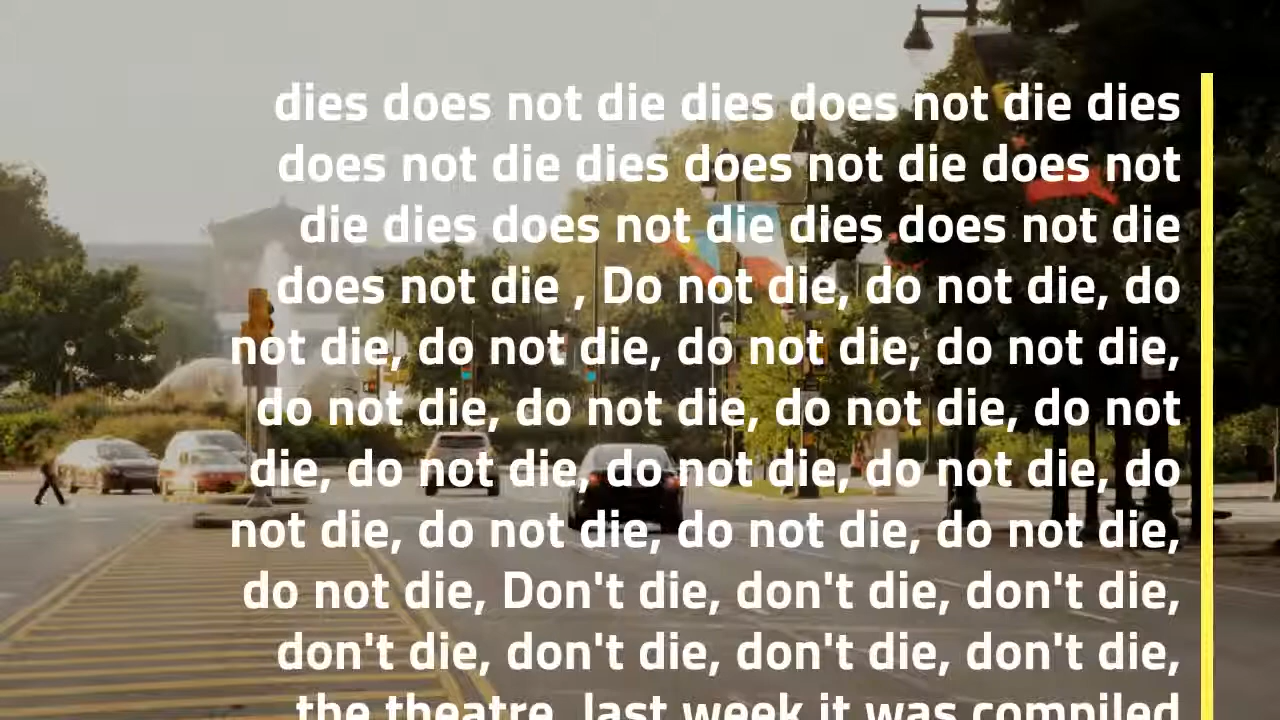 dies does not die dies does not die dies
does not die dies does not die does not
die dies does not die dies does not die
does not die , Do not die, do not die, do
not die, do not die, do not die, do not die,
do not die, do not die, do not die, do not
die, do not die, do not die, do not die, do
not die, do not die, do not die, do not die,
do not die, Don't die, don't die, don't die,
don't die, don't die, don't die, don't die,
the theatre, last week it was compiled